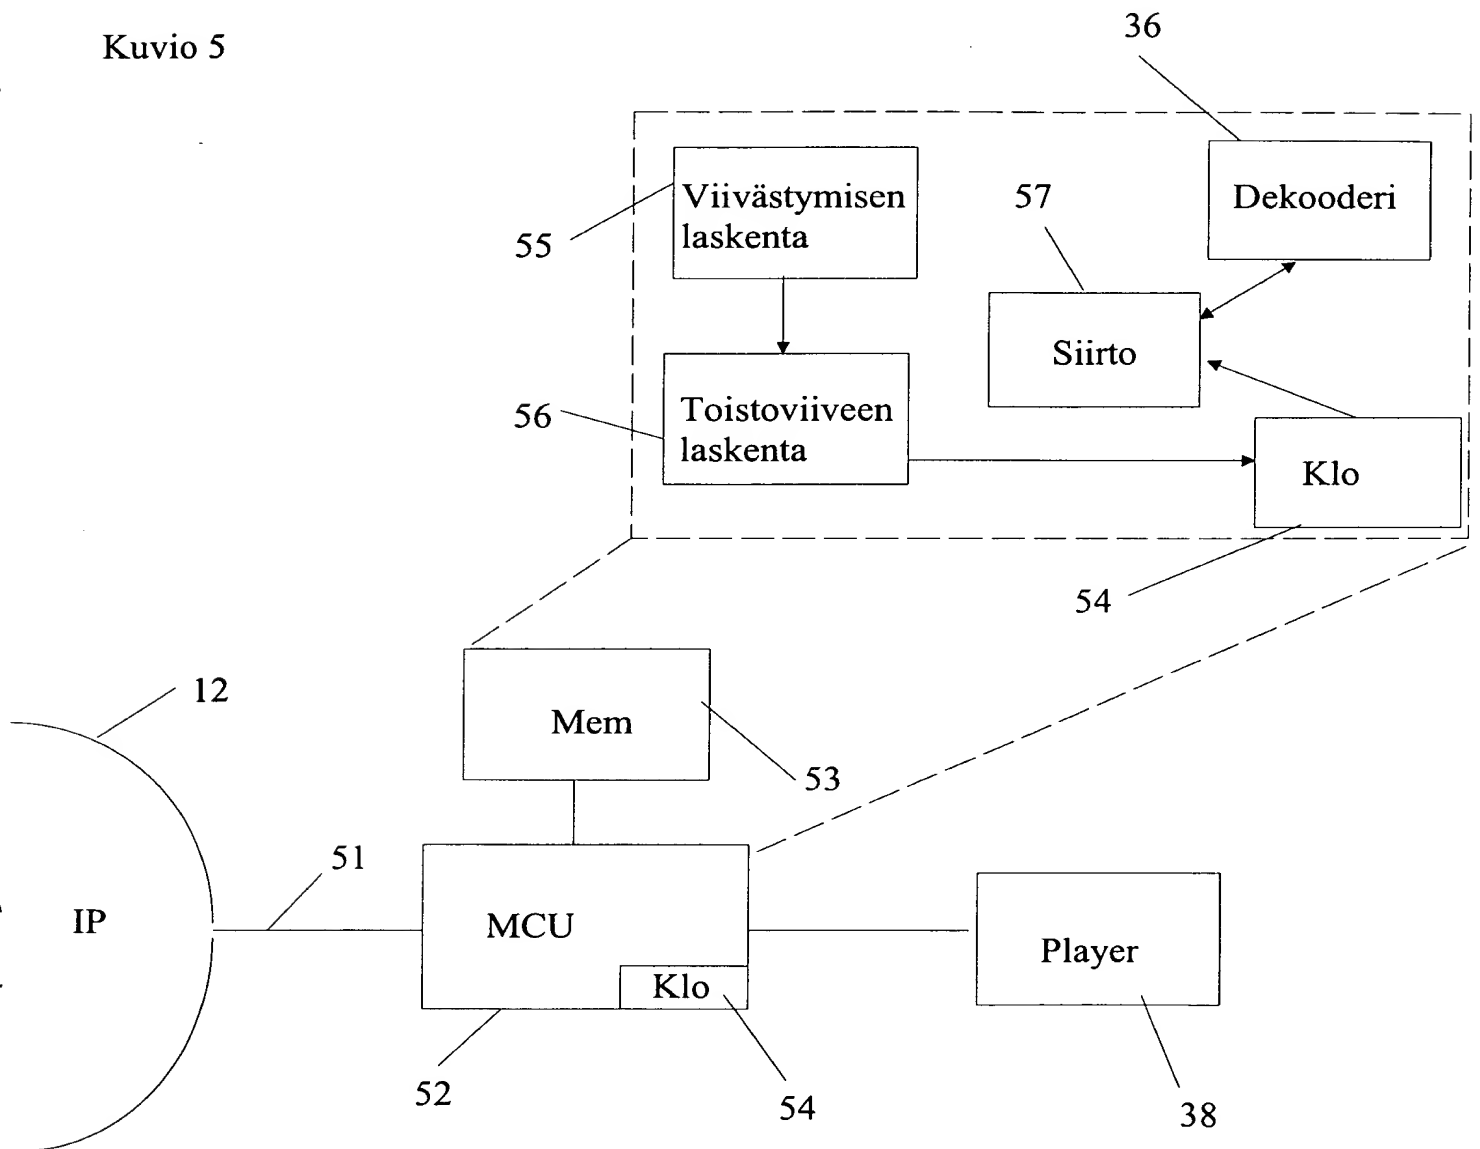 Kuvio 5
36
Viivästymisen
laskenta
55
57
Dekooderi
Siirto
Toistoviiveen
laskenta
56
Klo
54
12
Mem
53
51
IP
MCU
Klo
Player
52
54
38